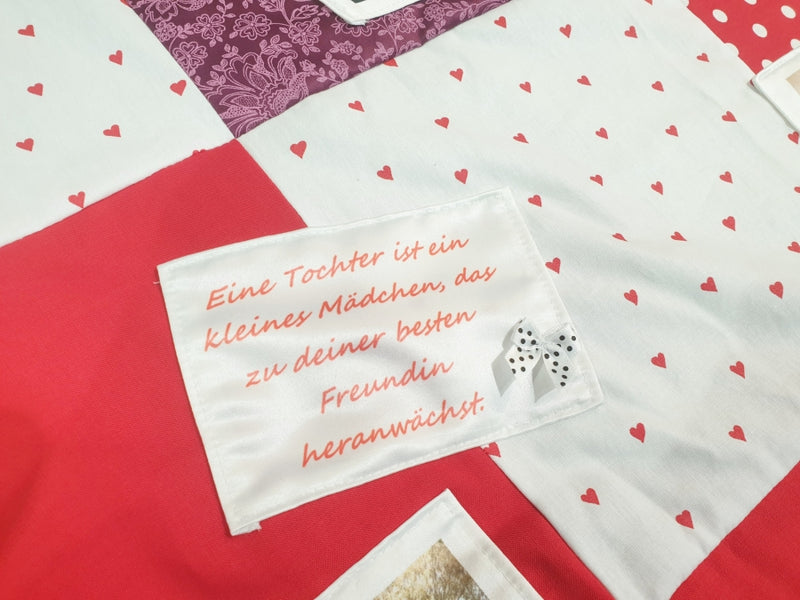 Eine Tochter ist ein
kleines Mädchen, das
zu deiner besten
Freundin
heranwächst.